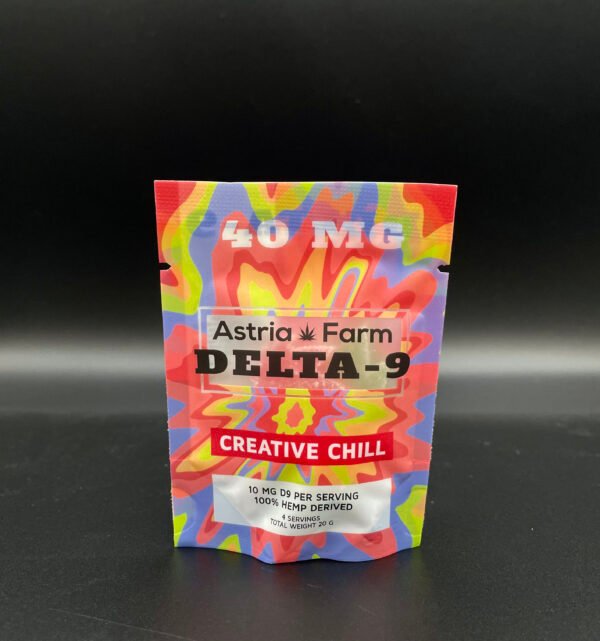 40 MG
Astria Farm
DELTA-9
CREATIVE CHILL
10 MG D9 PER SERVING
100% HEMP DERIVED
4 SERVINGS
TOTAL WEIGHT 20 G